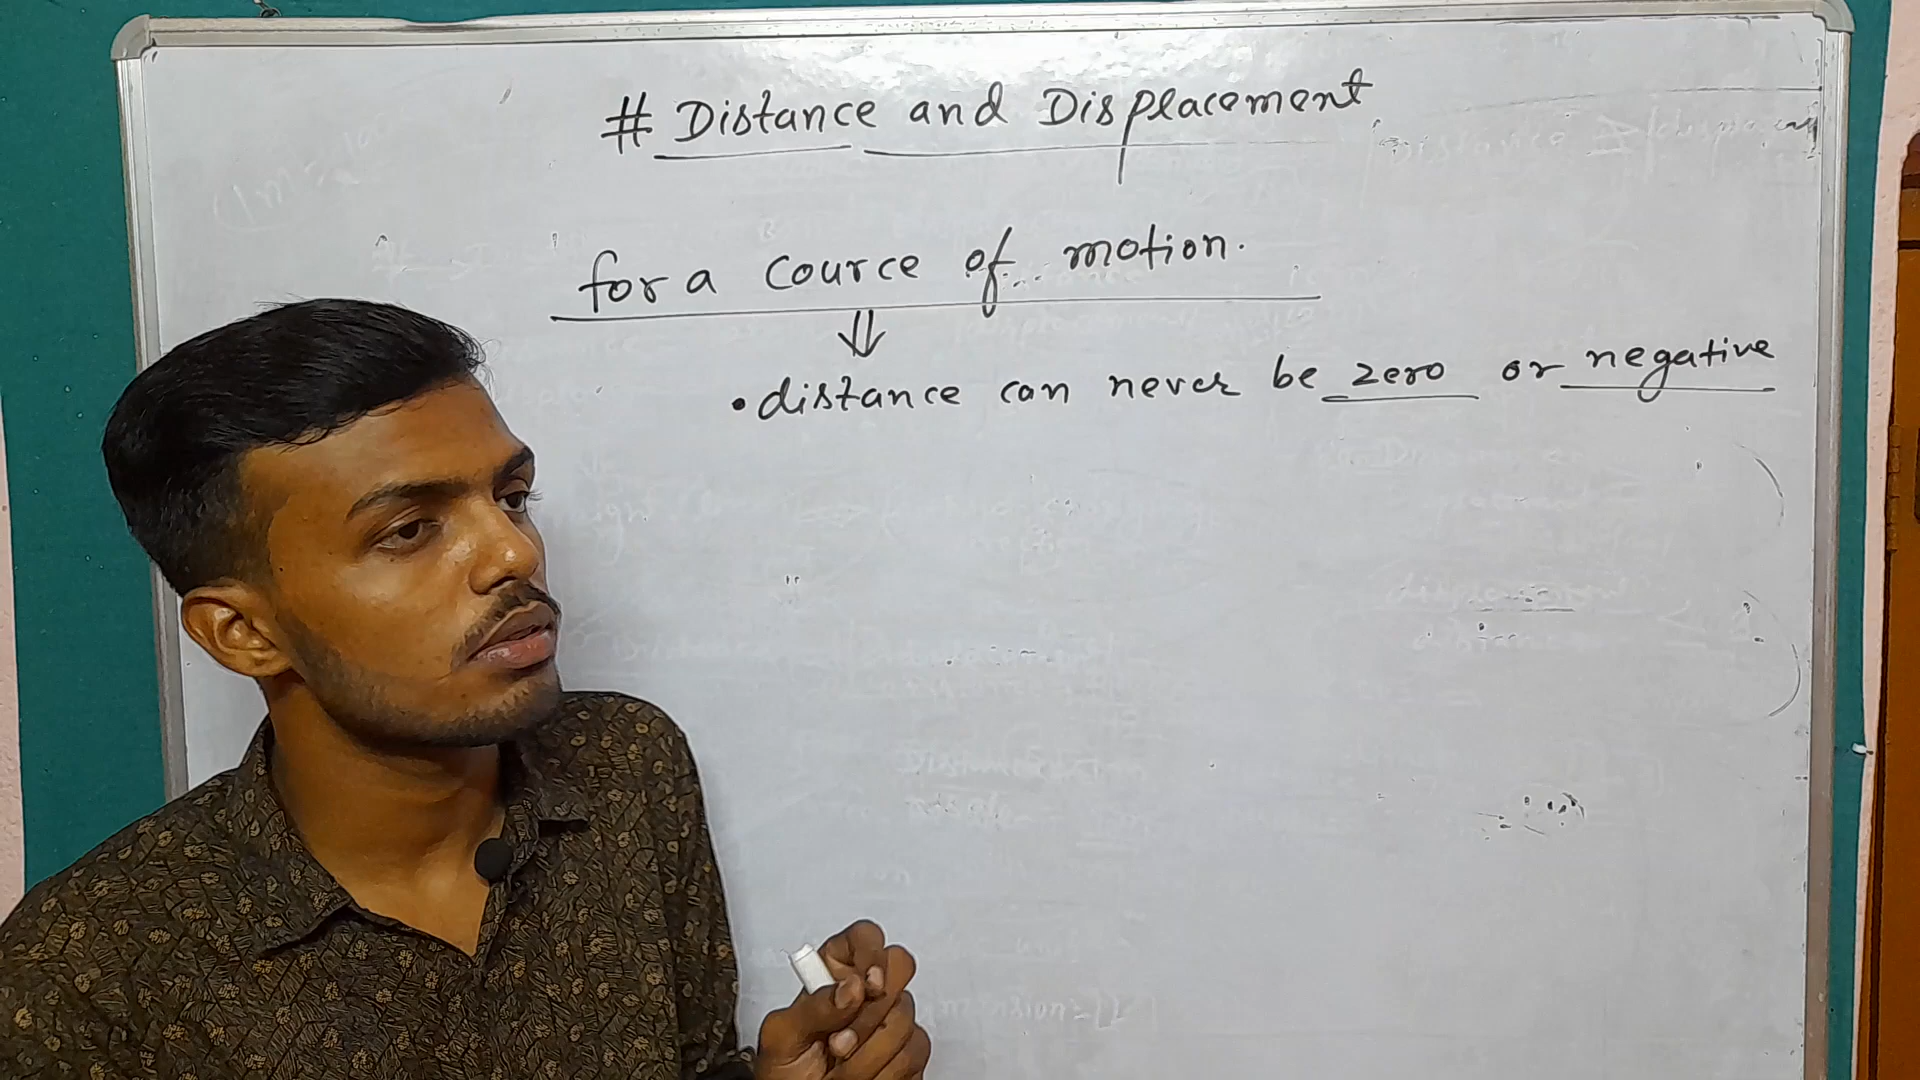 # Distance and Displacement
for a cource of motion.
⇓
• distance can never be zero or negative